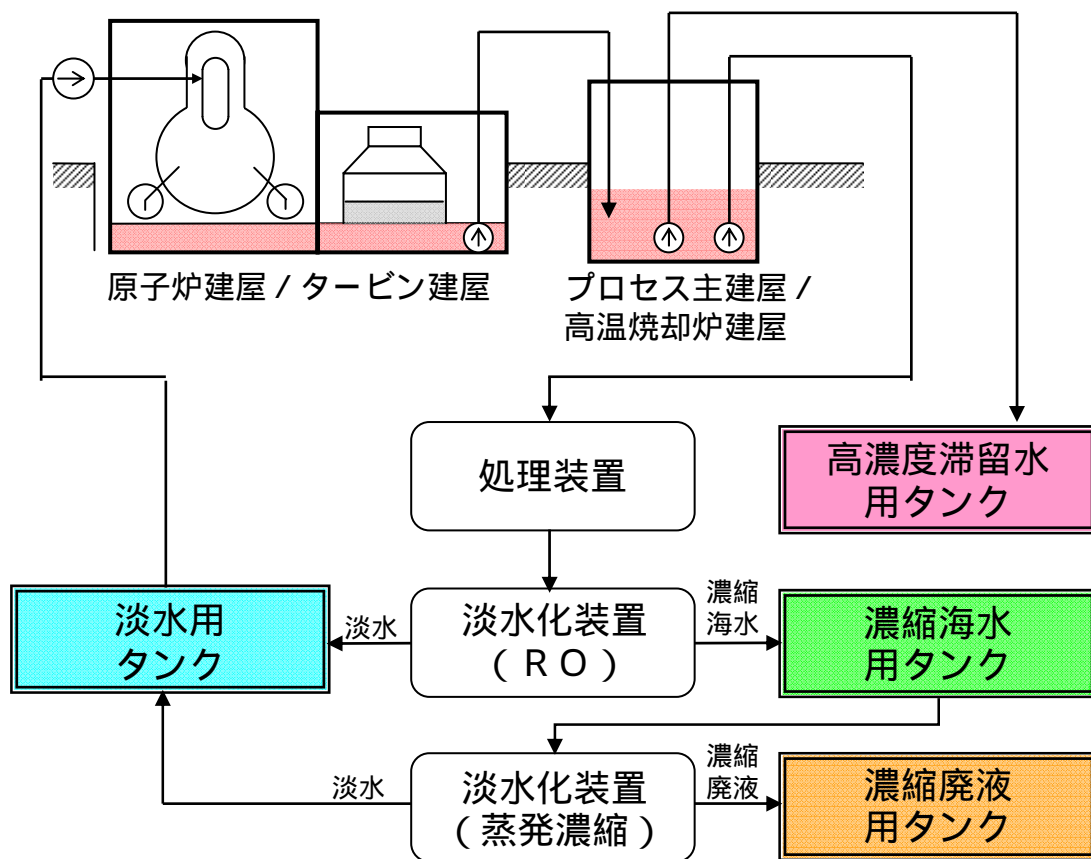 原子炉建屋 / タービン建屋
プロセス主建屋 /
高温焼却炉建屋
処理装置
高濃度滞留水
用タンク
淡水用
タンク
淡水
淡水化装置
(RO)
濃縮
海水
濃縮海水
用タンク
淡水
淡水化装置
(蒸発濃縮)
濃縮
廃液
濃縮廃液
用タンク